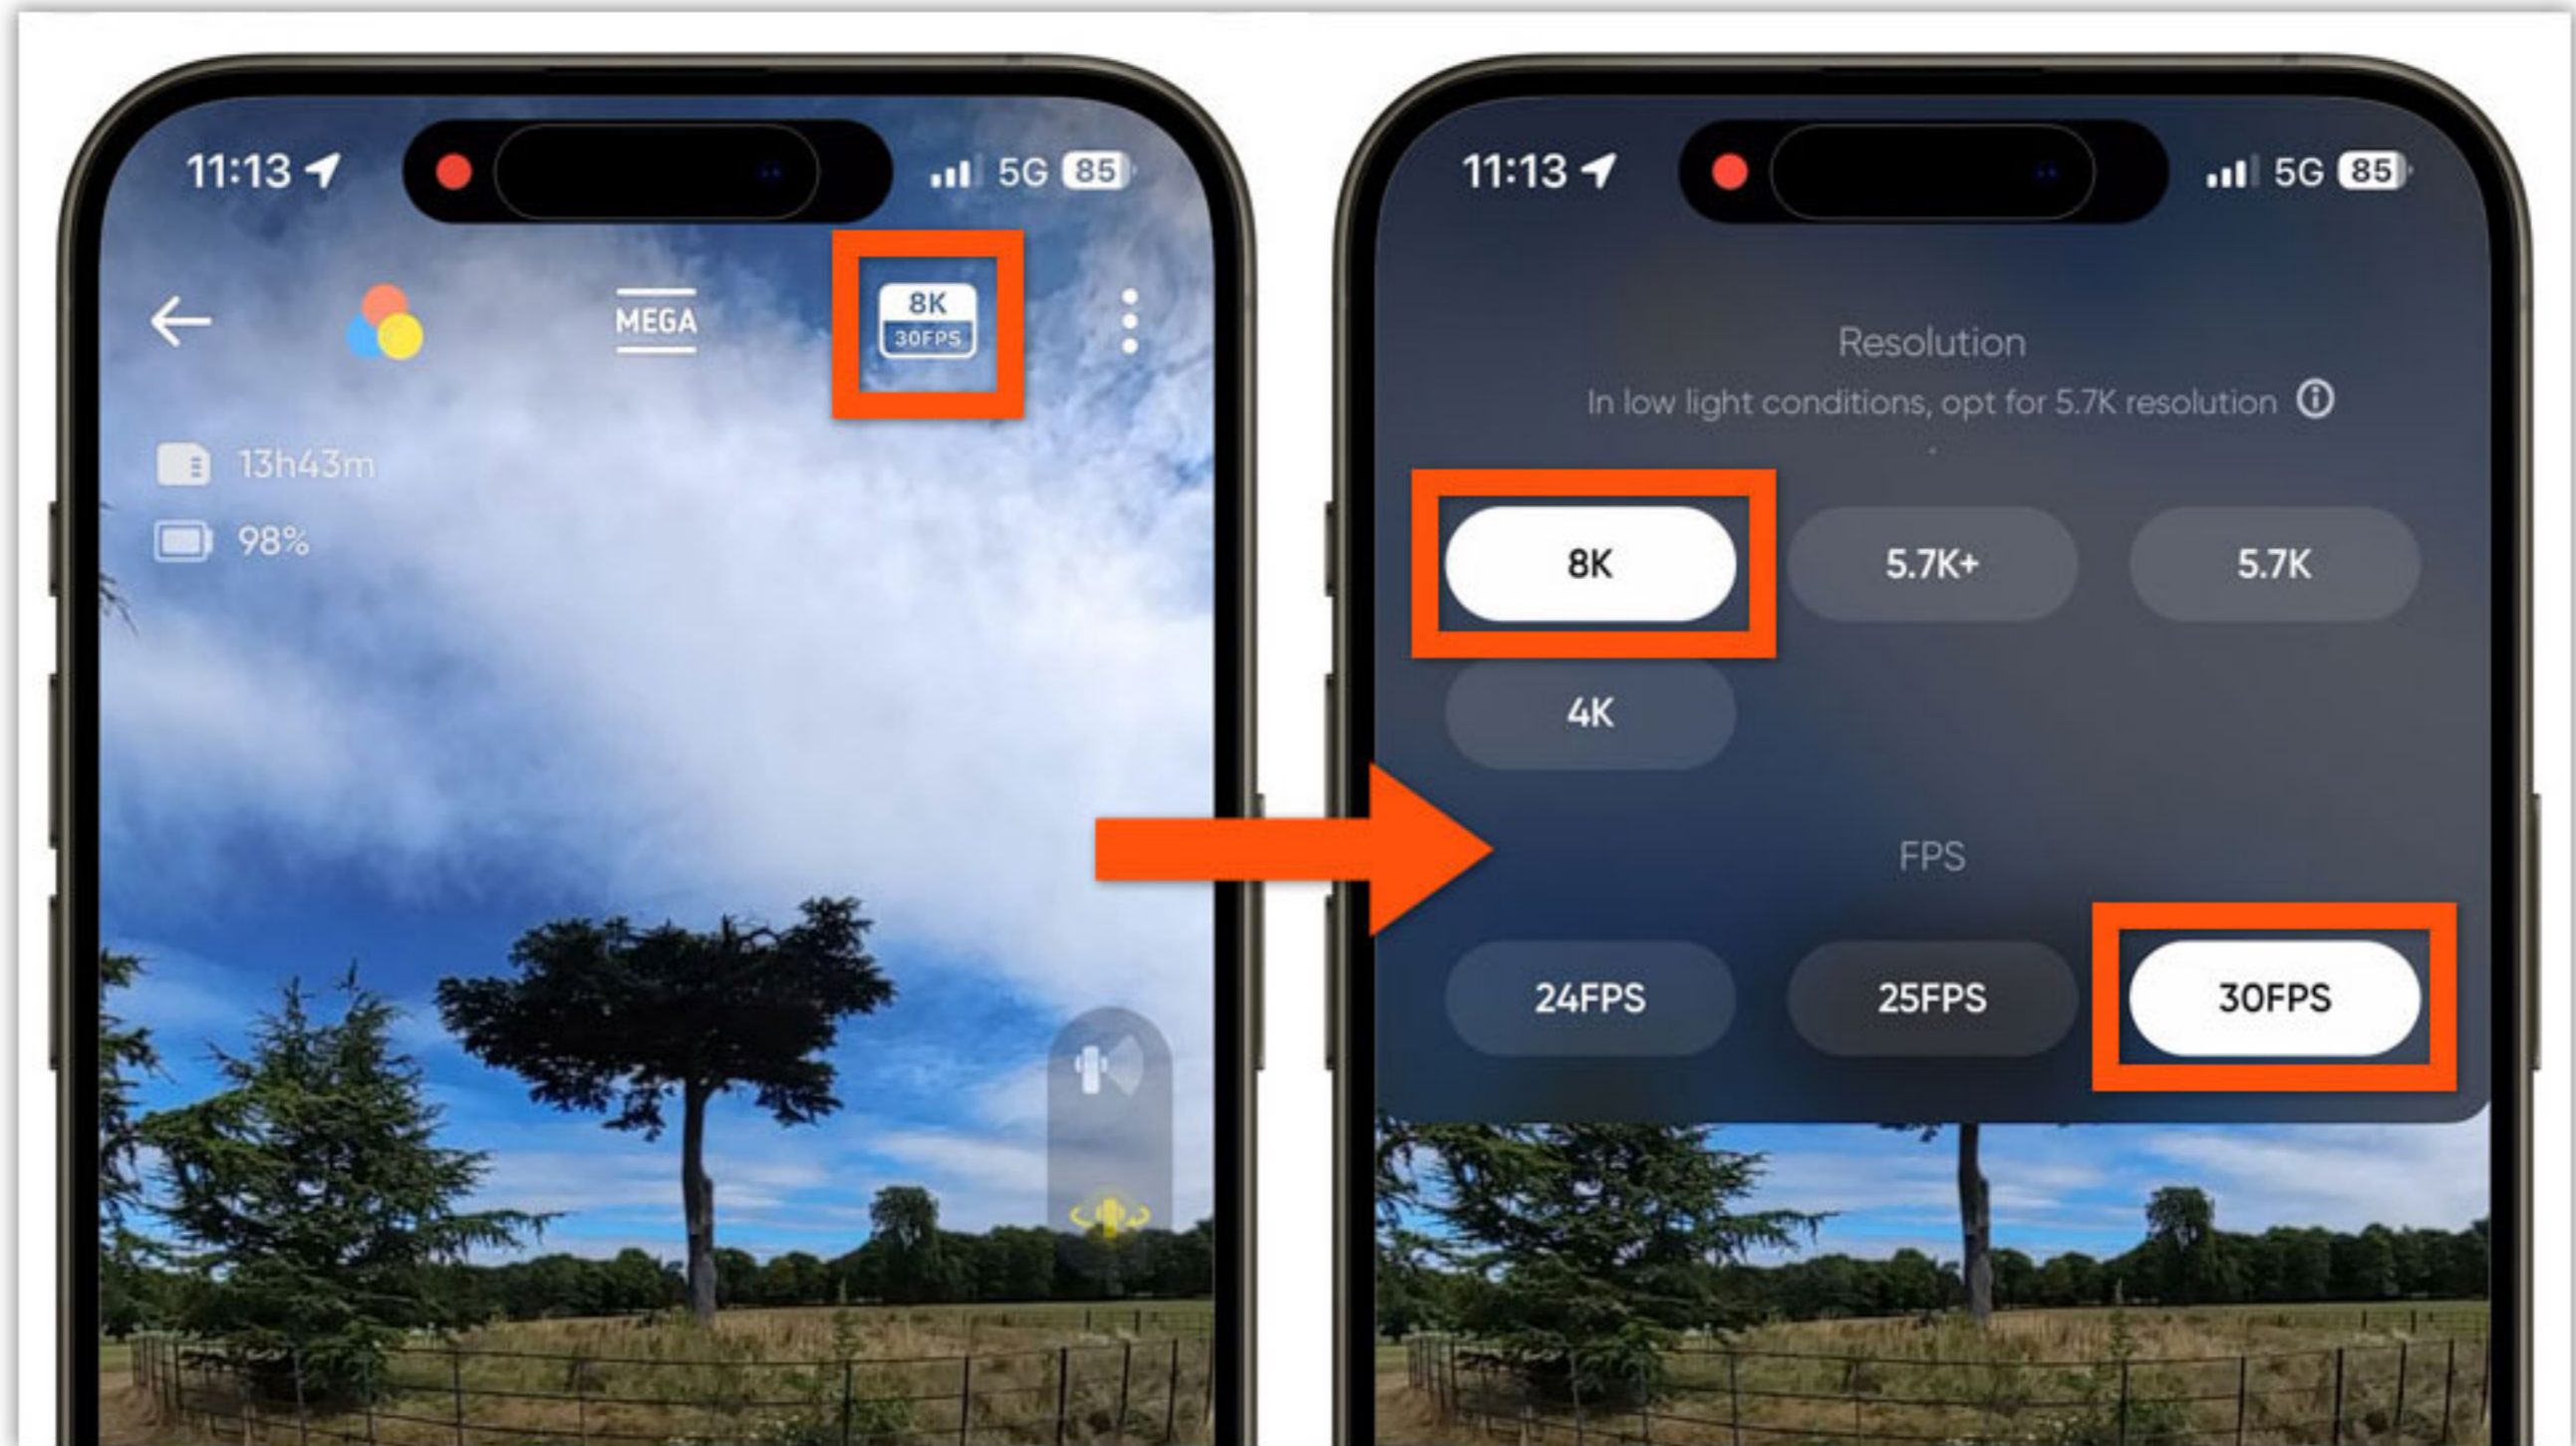 11:13
5G 85
MEGA
8K
30FPS
13h43m
98%
11:13
5G 85
Resolution
In low light conditions, opt for 5.7K resolution
8K
5.7K+
5.7K
4K
FPS
24FPS
25FPS
30FPS